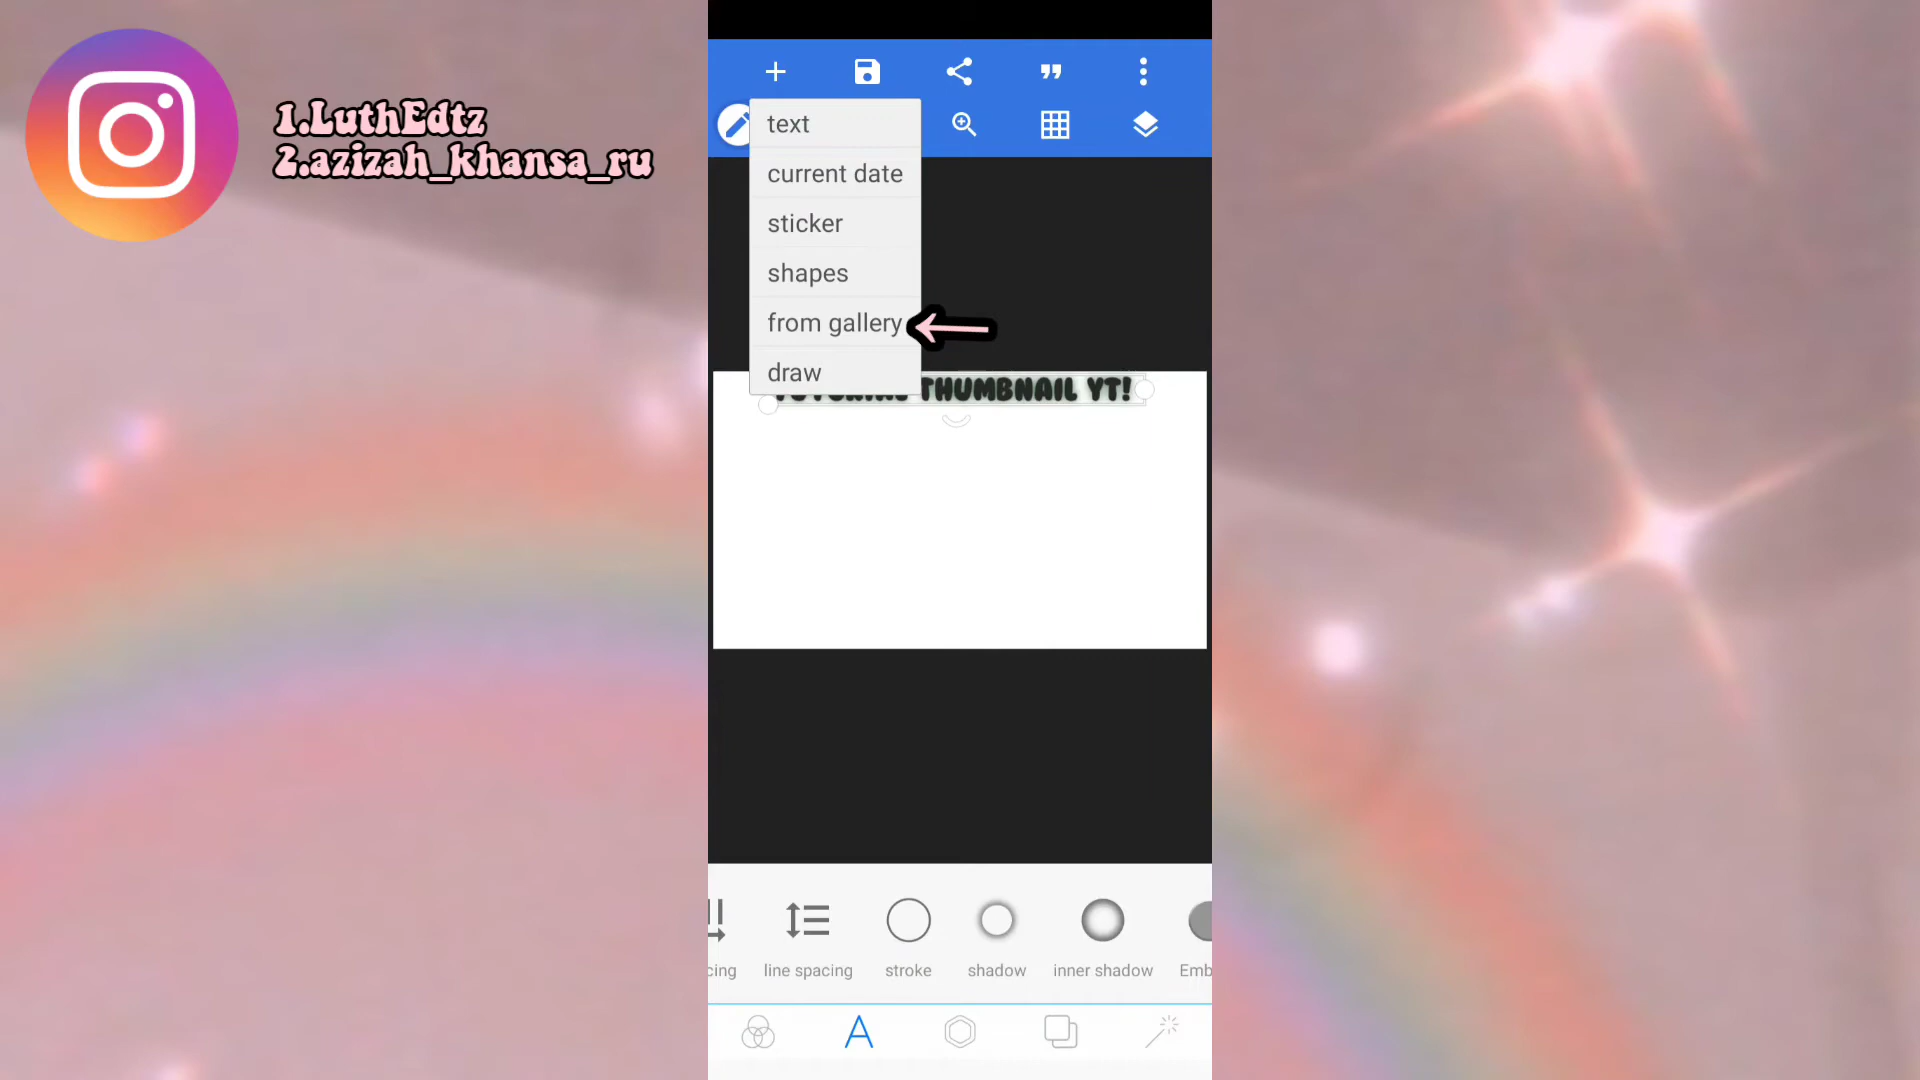 1.LuthEdtz
2.azizah_khansa_ru
text
current date
sticker
shapes
from gallery
draw
THUMBNAIL YT!
cing
line spacing
stroke
shadow
inner shadow
Emb